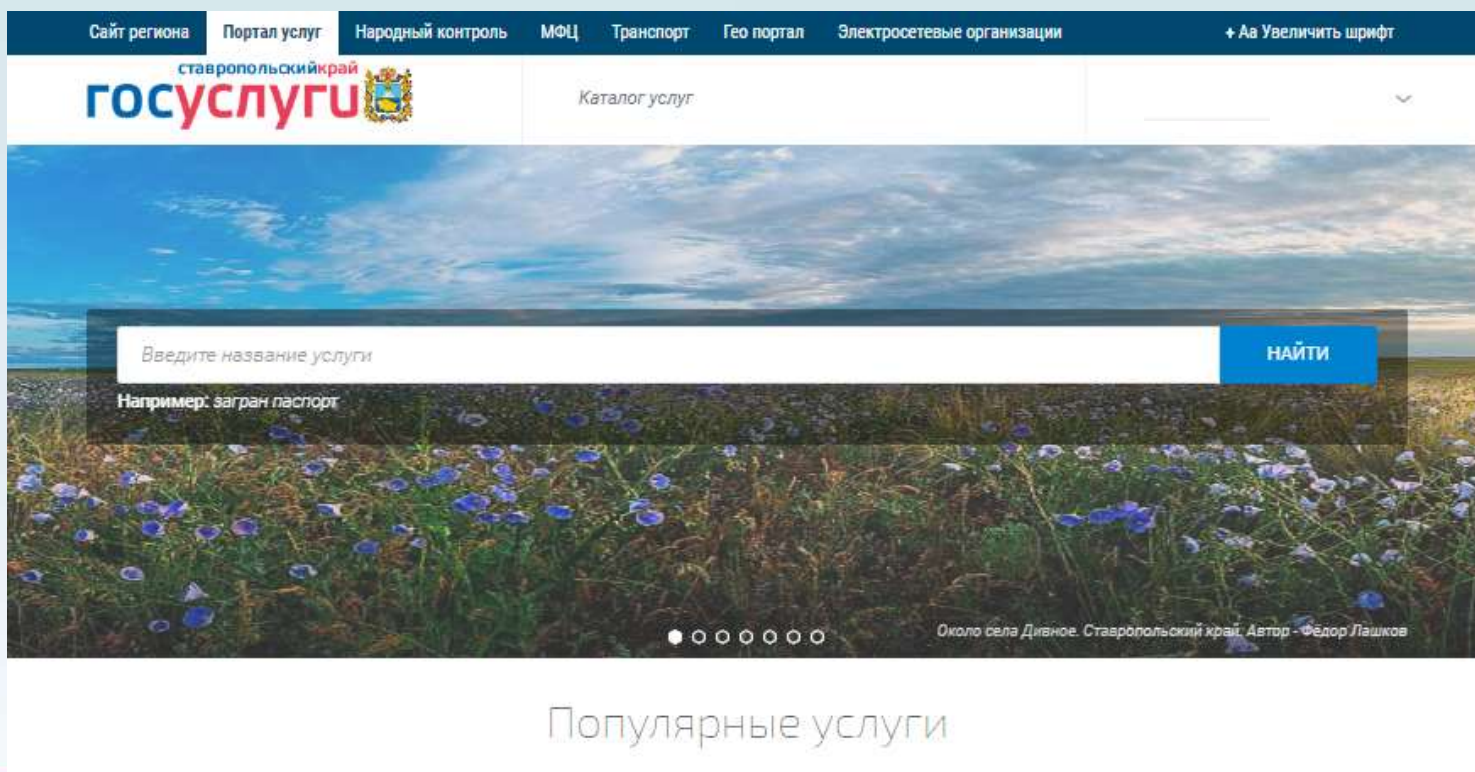 Сайт региона Портал услуг Народный контроль МФЦ Транспорт Гео портал Электросетевые организации + Аа Увеличить шрифт
ставропольскийкрай
госуслуги
Каталог услуг
Введите название услуги
НАЙТИ
Например: загран паспорт
Около села Дивное. Ставропольский край. Автор - Фёдор Лашков
Популярные услуги